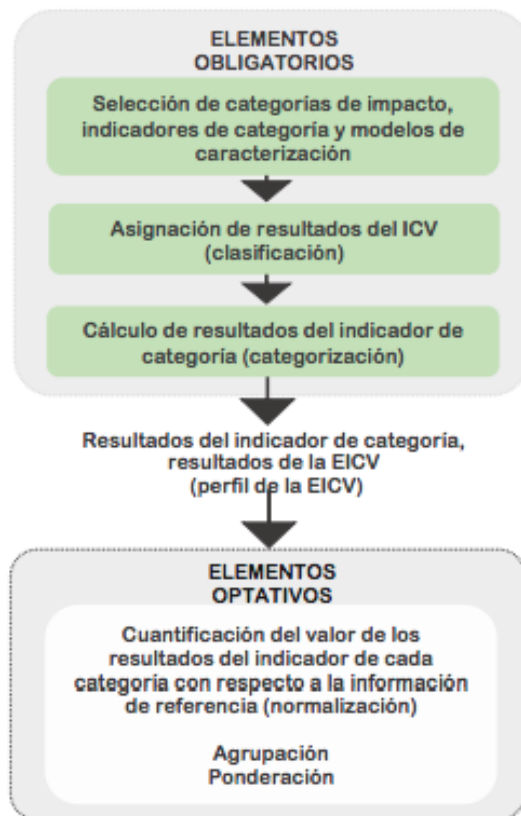 ELEMENTOS
OBLIGATORIOS
Selección de categorías de impacto,
indicadores de categoría y modelos de
caracterización
Asignación de resultados del ICV
(clasificación)
Cálculo de resultados del indicador de
categoría (categorización)
Resultados del indicador de categoría,
resultados de la EICV
(perfil de la EICV)
ELEMENTOS
OPTATIVOS
Cuantificación del valor de los
resultados del indicador de cada
categoría con respecto a la información
de referencia (normalización)
Agrupación
Ponderación